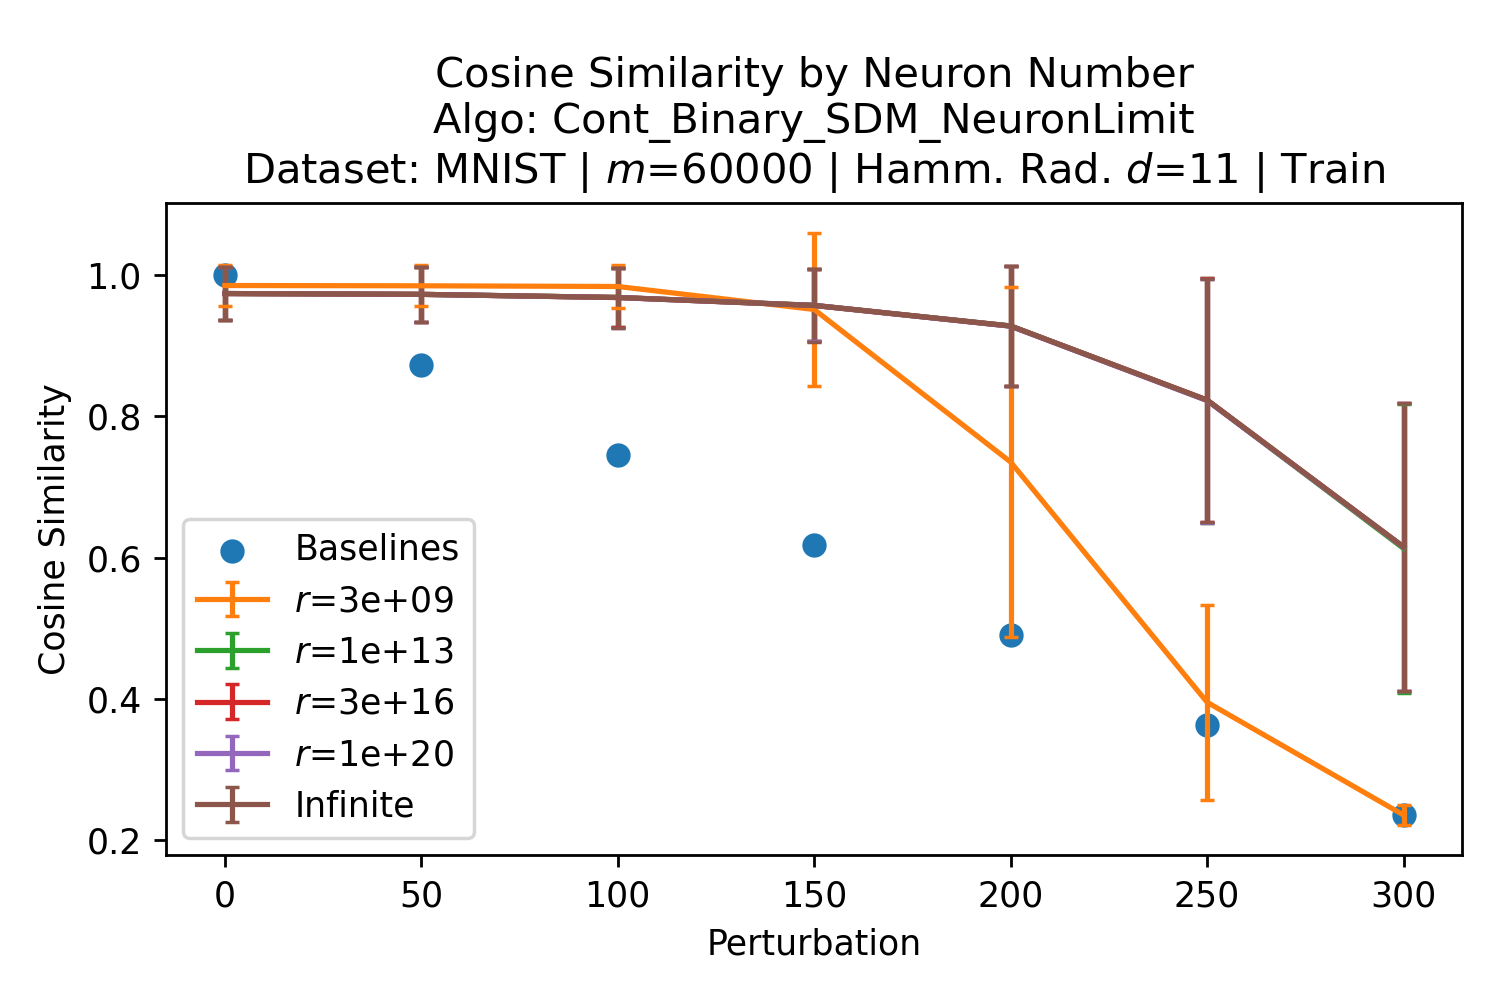 Cosine Similarity by Neuron Number
Algo: Cont_Binary_SDM_NeuronLimit
Dataset: MNIST | m=60000 | Hamm. Rad. d=11 | Train
Cosine Similarity
1.0
0.8
0.6
0.4
0.2
Baselines
r=3e+09
r=1e+13
r=3e+16
r=1e+20
Infinite
0 50 100 150 200 250 300
Perturbation